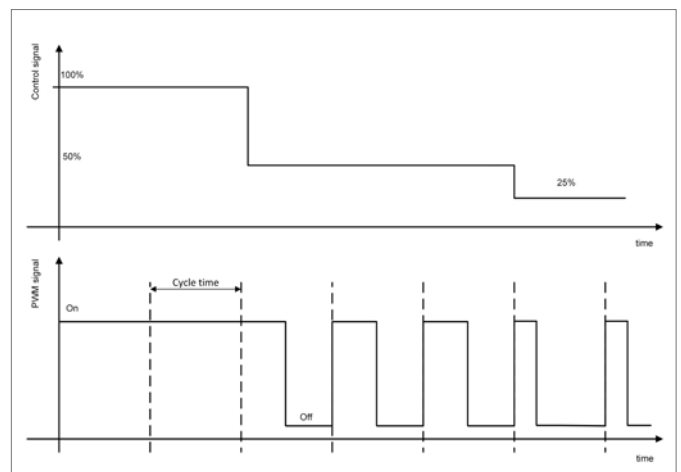 Control signal
100%
50%
25%
time
PWM signal
Cycle time
On
Off
time